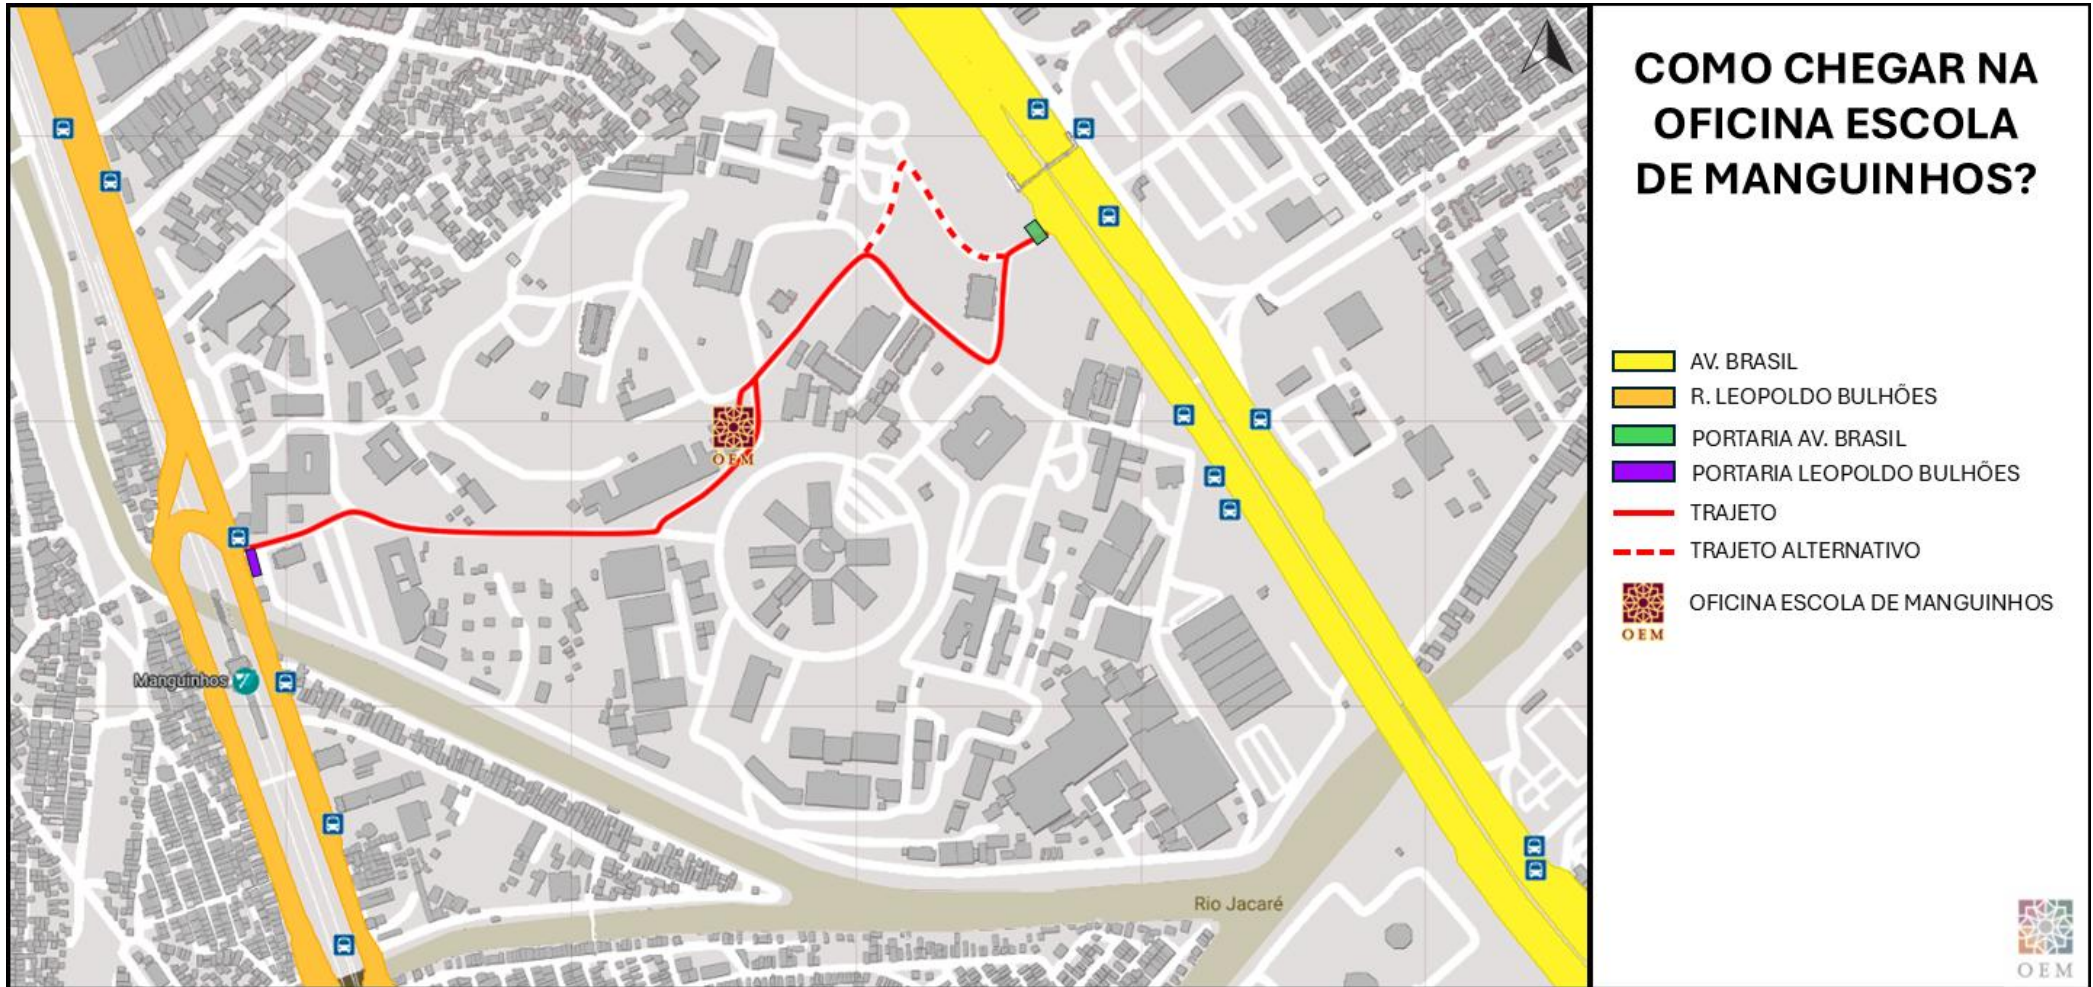 COMO CHEGAR NA
OFICINA ESCOLA
DE MANGUINHOS?
AV. BRASIL
R. LEOPOLDO BULHÕES
PORTARIA AV. BRASIL
PORTARIA LEOPOLDO BULHÕES
TRAJETO
TRAJETO ALTERNATIVO
OEM
OFICINA ESCOLA DE MANGUINHOS
OEM
Manguinhos
Rio Jacaré
OEM